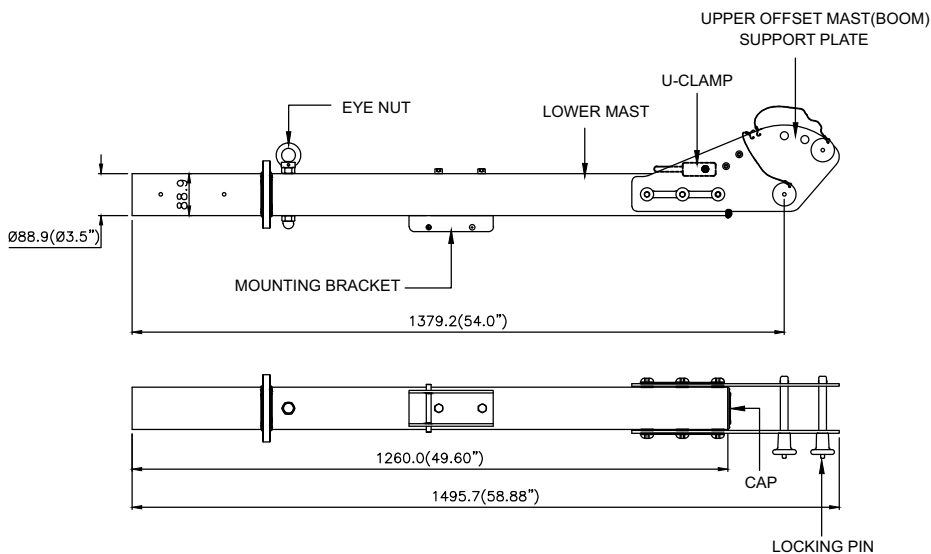 UPPER OFFSET MAST(BOOM)
SUPPORT PLATE
U-CLAMP
EYE NUT
LOWER MAST
88.9
Ø88.9(Ø3.5”)
MOUNTING BRACKET
1379.2(54.0”)
1260.0(49.60”)
CAP
1495.7(58.88”)
LOCKING PIN